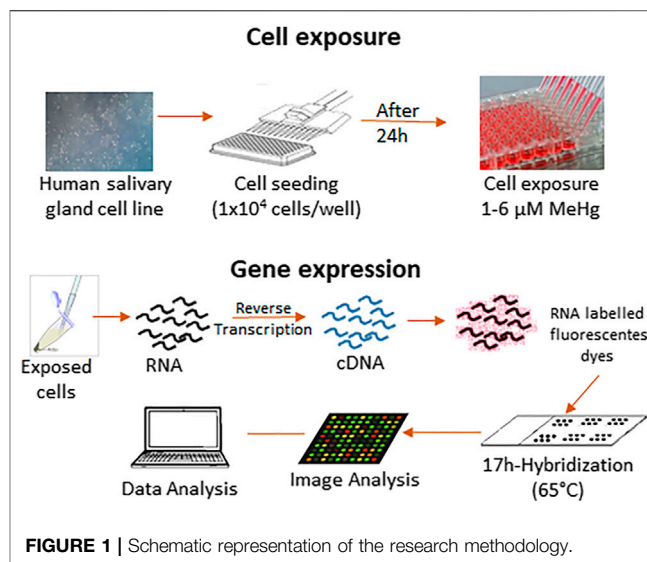 Cell exposure
After
24h
Human salivary
gland cell line
Cell seeding
(1x10⁴ cells/well)
Cell exposure
1-6 µM MeHg
Gene expression
Exposed
cells
RNA
Reverse
Transcription
cDNA
RNA labelled
fluorescentes
dyes
17h-Hybridization
(65°C)
Image Analysis
Data Analysis
FIGURE 1 | Schematic representation of the research methodology.